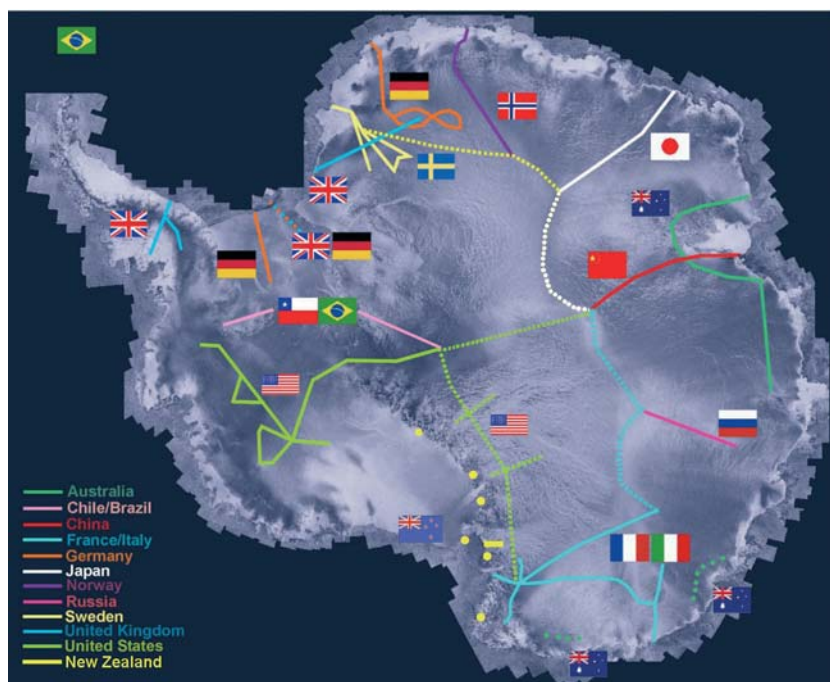 Australia
Chile/Brazil
China
France/Italy
Germany
Japan
Norway
Russia
Sweden
United Kingdom
United States
New Zealand